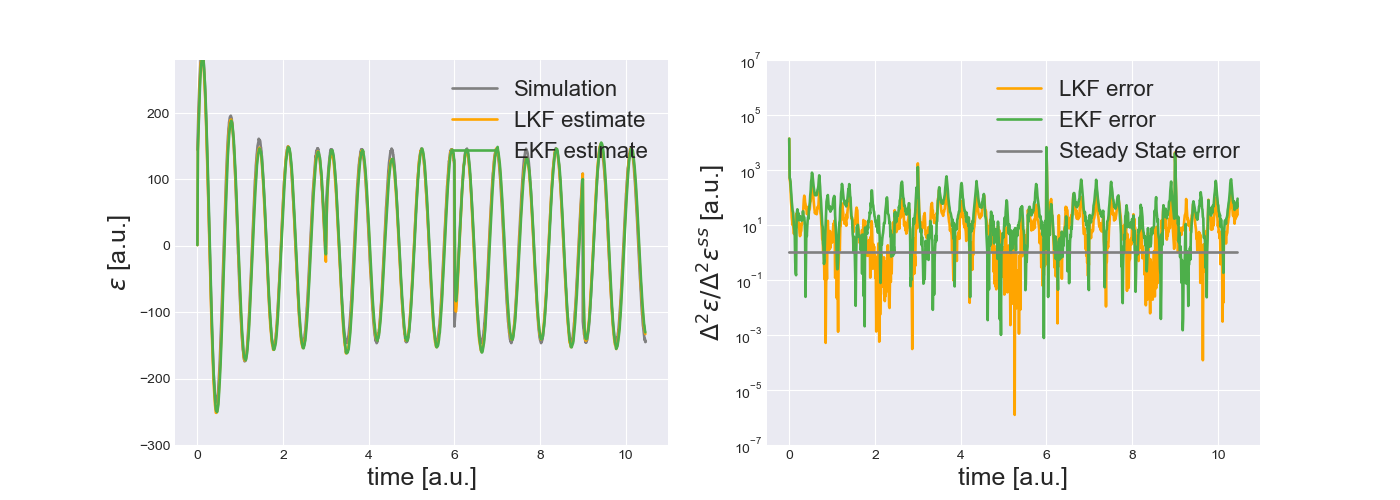 Simulation
LKF estimate
EKF estimate
200
100
0
−100
−200
−300
ε [a.u.]
0 2 4 6 8 10
time [a.u.]
LKF error
EKF error
Steady State error
10^7
10^5
10^3
10^1
10^−1
10^−3
10^−5
10^−7
Δ²ε/Δ²ε^ss [a.u.]
0 2 4 6 8 10
time [a.u.]